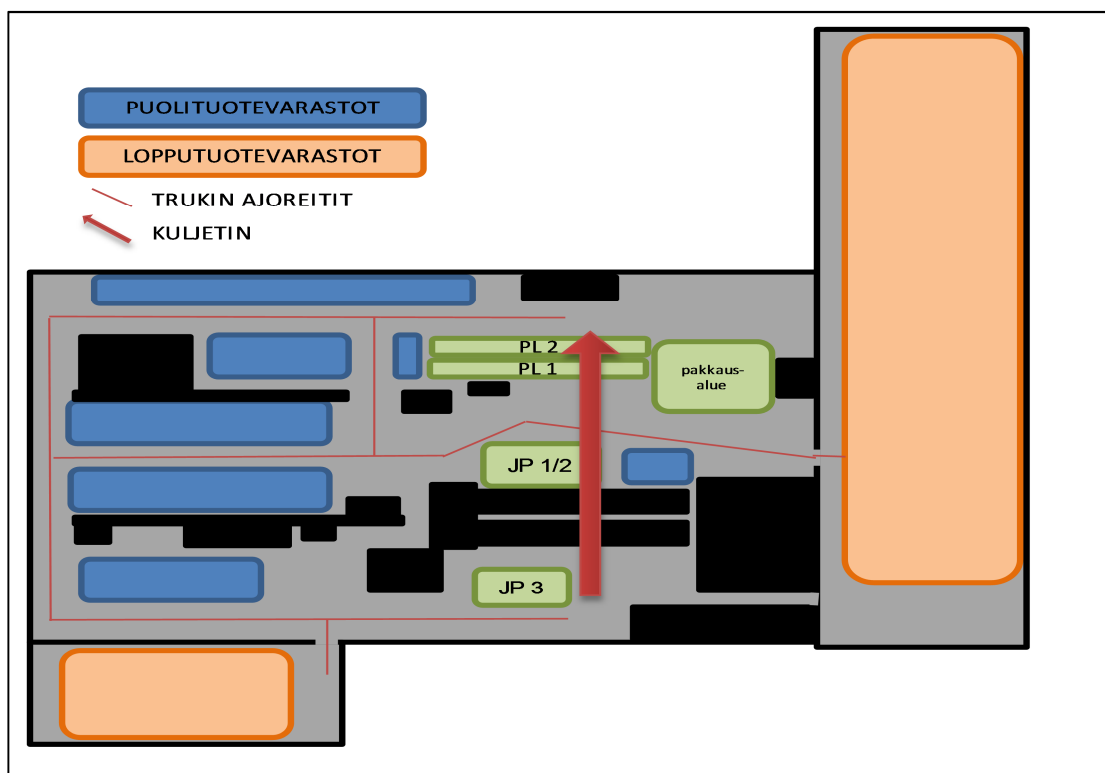 PUOLITUOTEVARASTOT
LOPPUTUOTEVARASTOT
TRUKIN AJOREITIT
KULJETIN
PL 2
PL 1
pakkaus-
alue
JP 1/2
JP 3